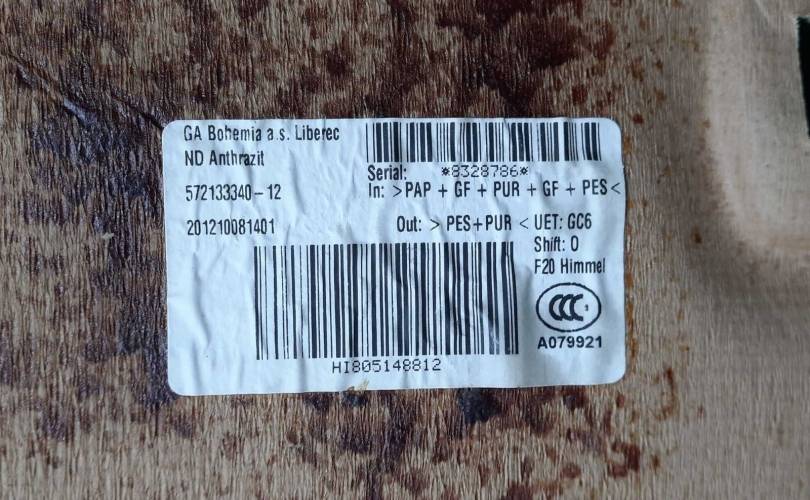 GA Bohemia a.s. Liberec
ND Anthrazit
572133340-12
201210081401
Serial: *8328786*
In: >PAP + GF + PUR + GF + PES<
Out: > PES+PUR < UET: GC6
Shift: 0
F20 Himmel
CCC
A079921
HI805148812